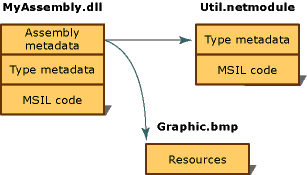 MyAssembly.dll
Assembly
metadata
Type metadata
MSIL code
Util.netmodule
Type metadata
MSIL code
Graphic.bmp
Resources